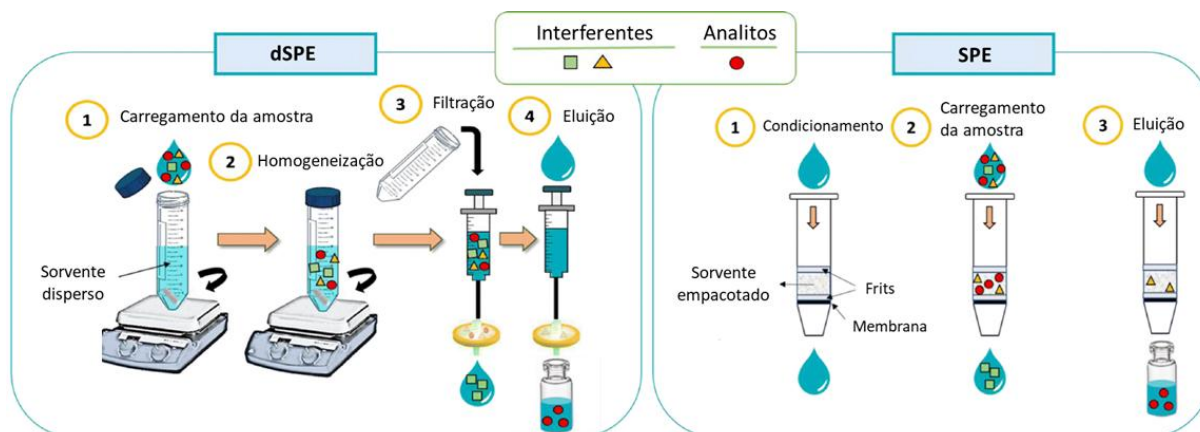 dSPE
Interferentes
Analitos
SPE
1
Carregamento da amostra
2
Homogeneização
3
Filtração
4
Eluição
Sorvente
disperso
1
Condicionamento
2
Carregamento
da amostra
3
Eluição
Sorvente
empacotado
Frits
Membrana